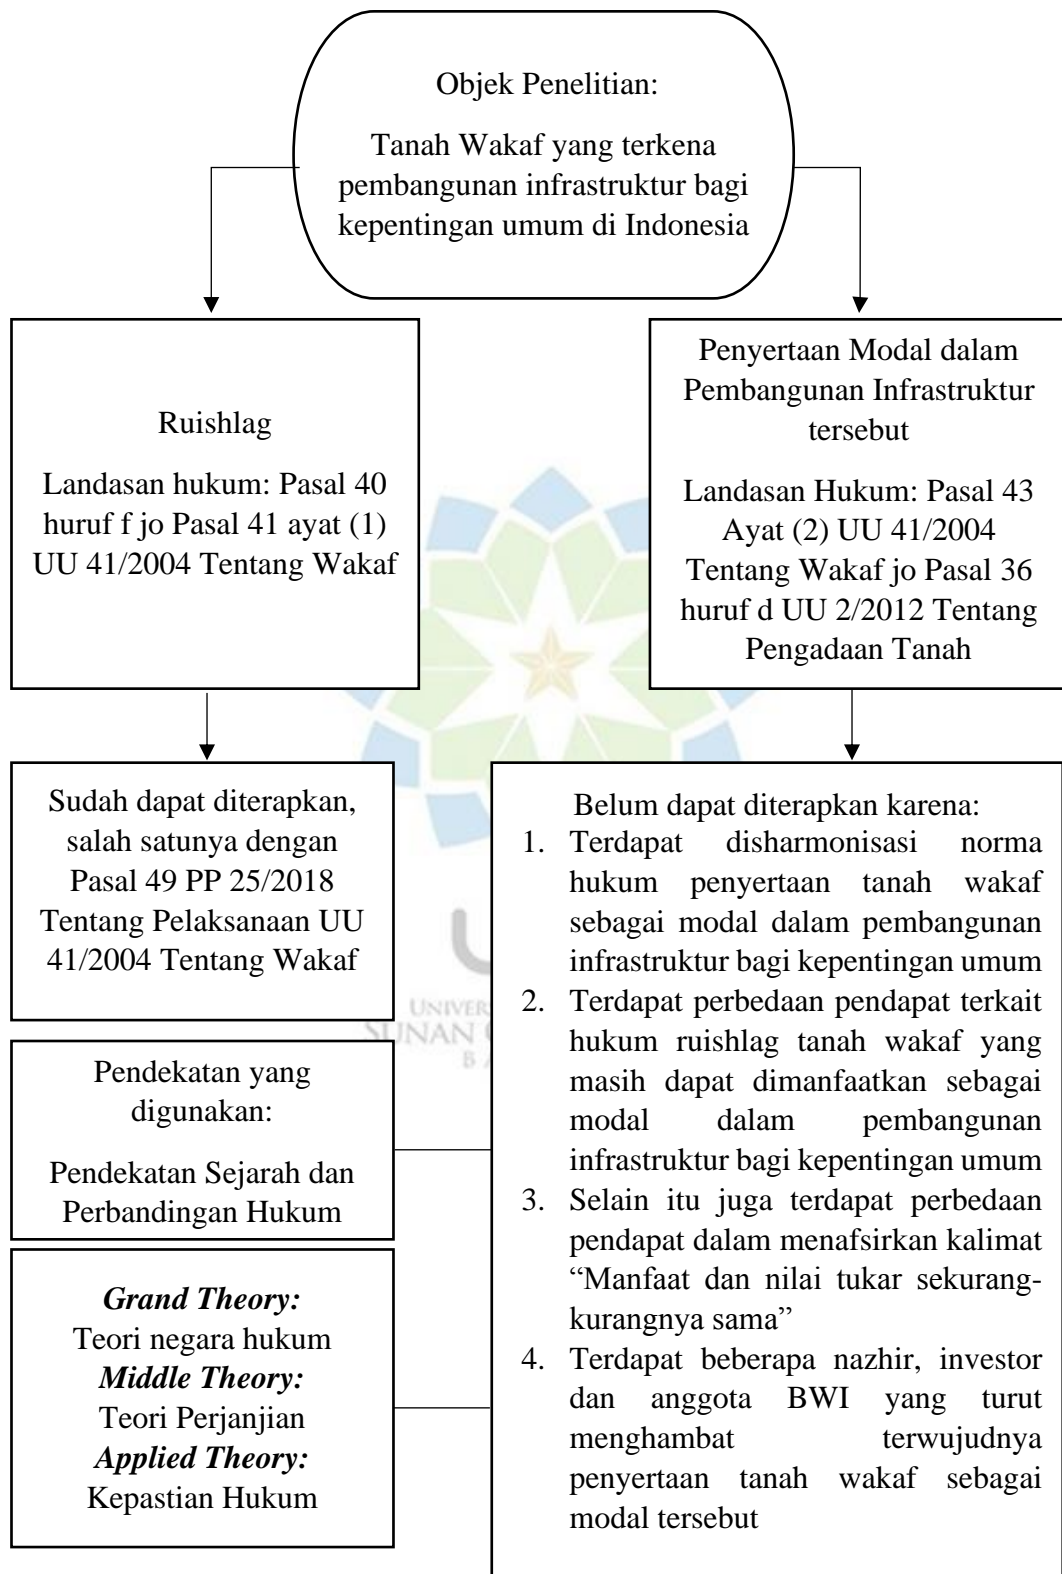 Objek Penelitian:
Tanah Wakaf yang terkena
pembangunan infrastruktur bagi
kepentingan umum di Indonesia
Ruishlag
Landasan hukum: Pasal 40
huruf f jo Pasal 41 ayat (1)
UU 41/2004 Tentang Wakaf
Penyertaan Modal dalam
Pembangunan Infrastruktur
tersebut
Landasan Hukum: Pasal 43
Ayat (2) UU 41/2004
Tentang Wakaf jo Pasal 36
huruf d UU 2/2012 Tentang
Pengadaan Tanah
Sudah dapat diterapkan,
salah satunya dengan
Pasal 49 PP 25/2018
Tentang Pelaksanaan UU
41/2004 Tentang Wakaf
Pendekatan yang
digunakan:
Pendekatan Sejarah dan
Perbandingan Hukum
Grand Theory:
Teori negara hukum
Middle Theory:
Teori Perjanjian
Applied Theory:
Kepastian Hukum
Belum dapat diterapkan karena:
1. Terdapat disharmonisasi norma
hukum penyertaan tanah wakaf
sebagai modal dalam pembangunan
infrastruktur bagi kepentingan umum
2. Terdapat perbedaan pendapat terkait
hukum ruishlag tanah wakaf yang
masih dapat dimanfaatkan sebagai
modal dalam pembangunan
infrastruktur bagi kepentingan umum
3. Selain itu juga terdapat perbedaan
pendapat dalam menafsirkan kalimat
“Manfaat dan nilai tukar sekurang-
kurangnya sama”
4. Terdapat beberapa nazhir, investor
dan anggota BWI yang turut
menghambat terwujudnya
penyertaan tanah wakaf sebagai
modal tersebut
SUNAN